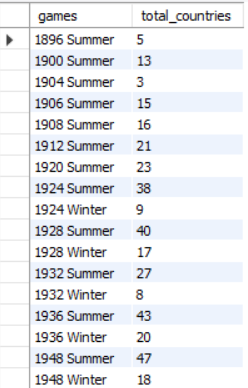 games total_countries
1896 Summer 5
1900 Summer 13
1904 Summer 3
1906 Summer 15
1908 Summer 16
1912 Summer 21
1920 Summer 23
1924 Summer 38
1924 Winter 9
1928 Summer 40
1928 Winter 17
1932 Summer 27
1932 Winter 8
1936 Summer 43
1936 Winter 20
1948 Summer 47
1948 Winter 18